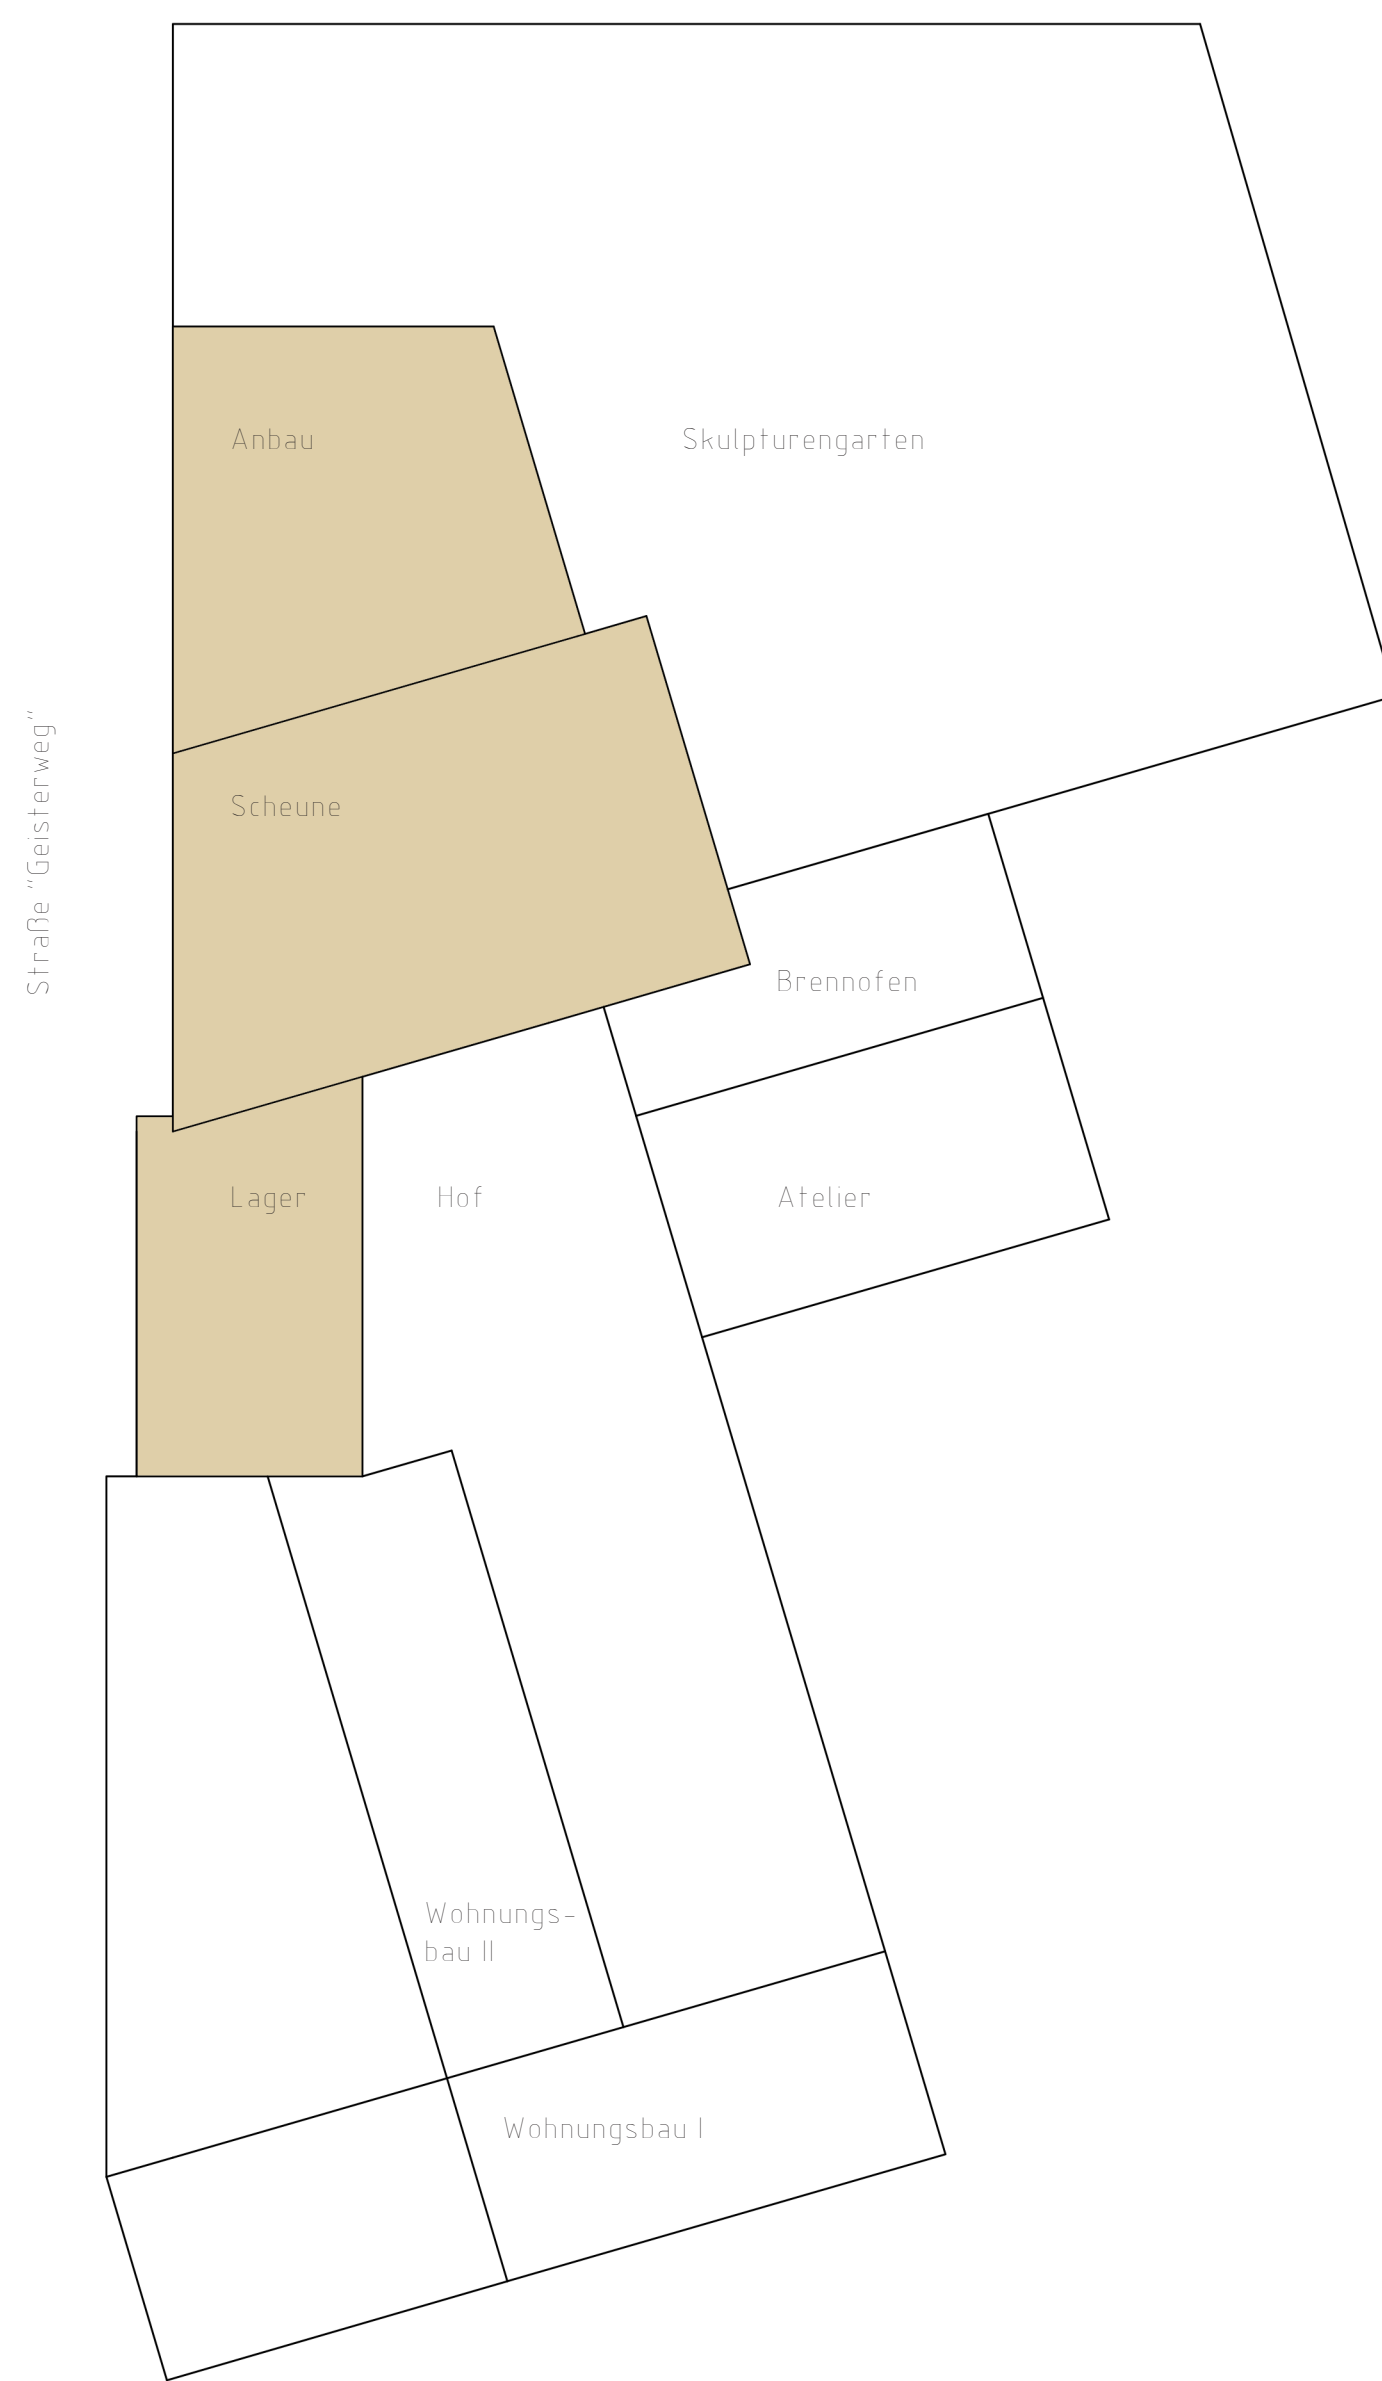 Anbau
Skulpturengarten
Straße "Geisterweg"
Scheune
Brennofen
Lager
Hof
Atelier
Wohnungs-
bau II
Wohnungsbau I